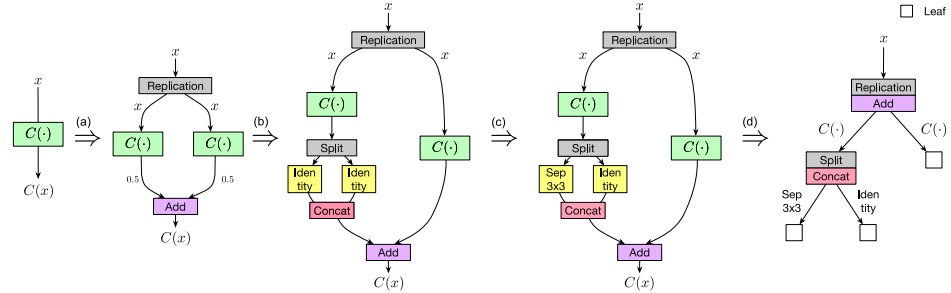 x
C(·)
C(x)
(a)
x
Replication
x x
C(·) C(·)
0.5 0.5
Add
C(x)
(b)
x
Replication
x x
C(·)
Split
Iden
tity
Iden
tity
Concat
C(·)
Add
C(x)
(c)
x
Replication
x x
C(·)
Split
Sep
3x3
Iden
tity
Concat
C(·)
Add
C(x)
(d)
Leaf
x
Replication
Add
C(·) C(·)
Split
Concat
Sep
3x3
Iden
tity